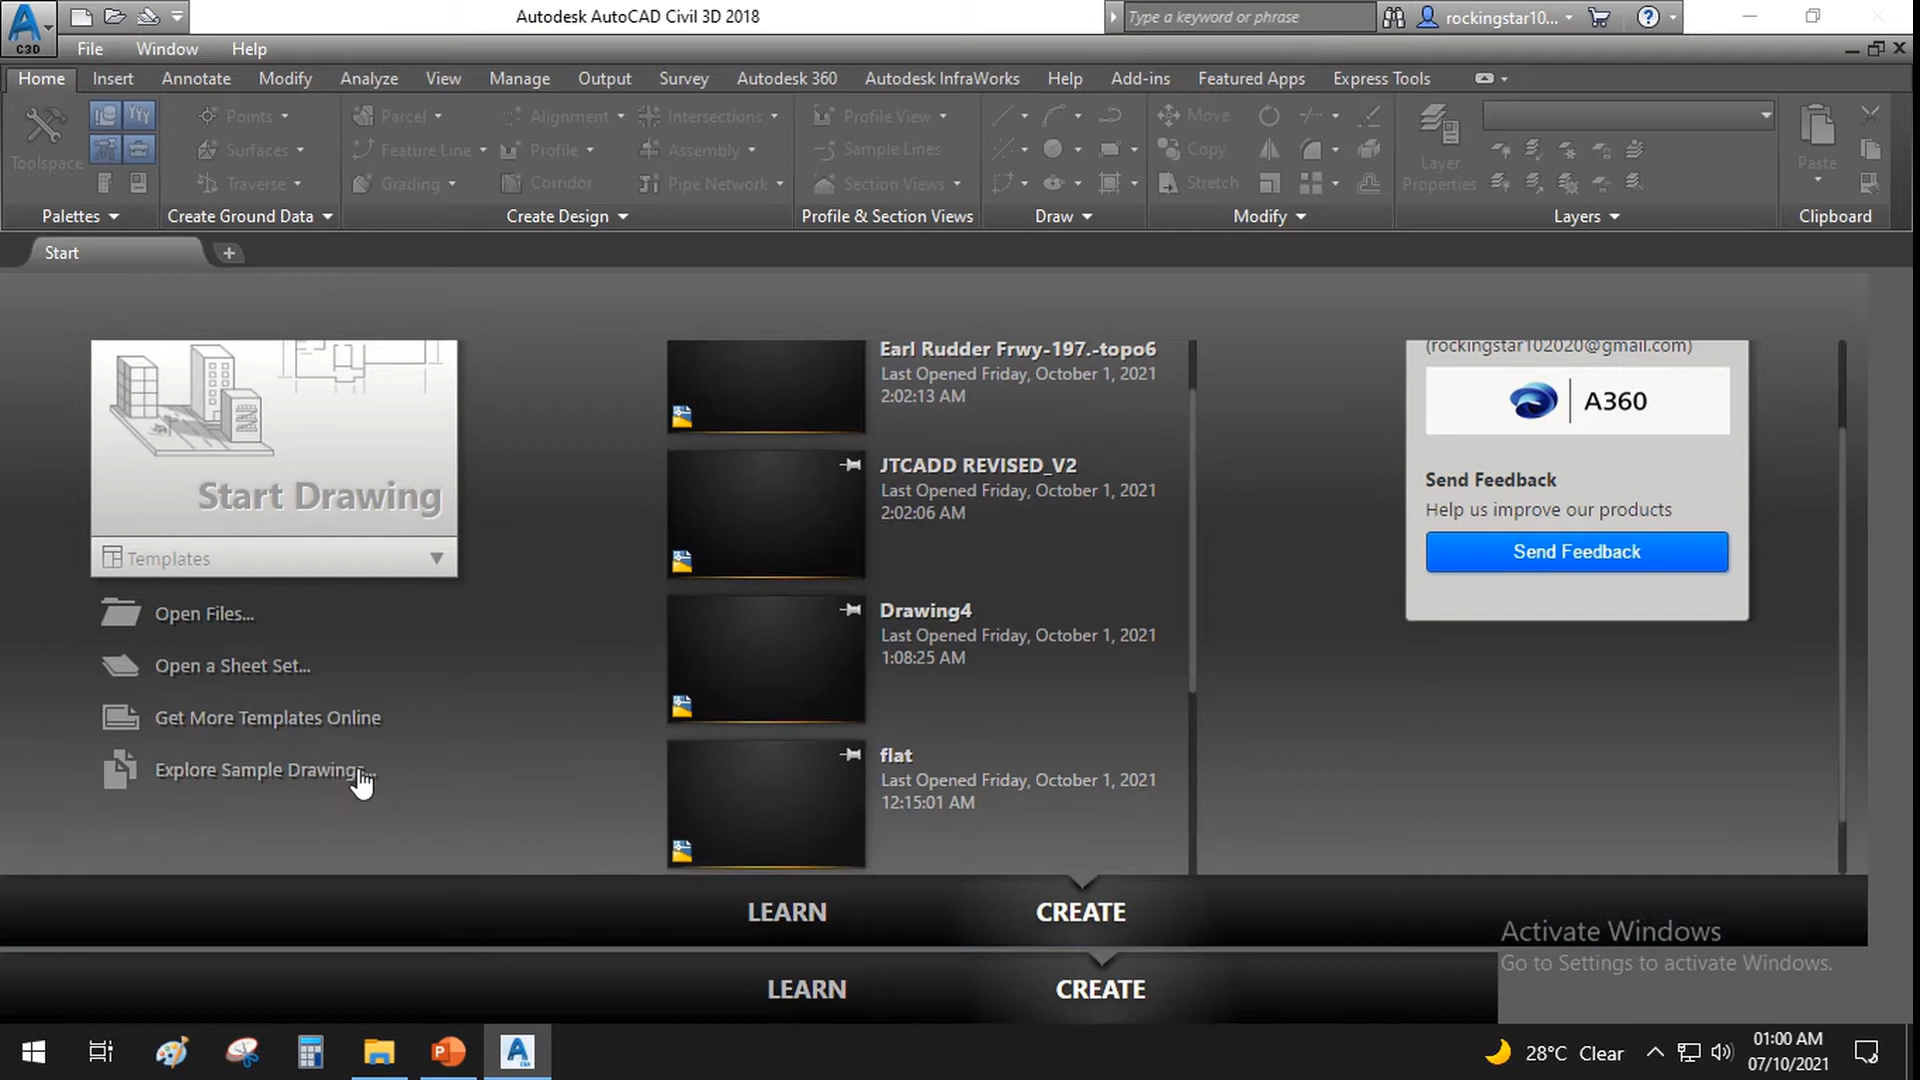 Autodesk AutoCAD Civil 3D 2018
Type a keyword or phrase
rockingstar10...
C3D
File Window Help
Home Insert Annotate Modify Analyze View Manage Output Survey Autodesk 360 Autodesk InfraWorks Help Add-ins Featured Apps Express Tools
Toolspace
Points
Surfaces
Traverse
Parcel
Feature Line
Grading
Alignment
Profile
Corridor
Intersections
Assembly
Pipe Network
Profile View
Sample Lines
Section Views
Move
Copy
Stretch
Layer
Properties
Paste
Palettes
Create Ground Data
Create Design
Profile & Section Views
Draw
Modify
Layers
Clipboard
Start
Start Drawing
Templates
Open Files...
Open a Sheet Set...
Get More Templates Online
Explore Sample Drawings...
Earl Rudder Frwy-197.-topo6
Last Opened Friday, October 1, 2021
2:02:13 AM
JTCADD REVISED_V2
Last Opened Friday, October 1, 2021
2:02:06 AM
Drawing4
Last Opened Friday, October 1, 2021
1:08:25 AM
flat
Last Opened Friday, October 1, 2021
12:15:01 AM
(rockingstar102020@gmail.com)
A360
Send Feedback
Help us improve our products
Send Feedback
LEARN CREATE
LEARN CREATE
Activate Windows
Go to Settings to activate Windows.
28°C Clear
01:00 AM
07/10/2021